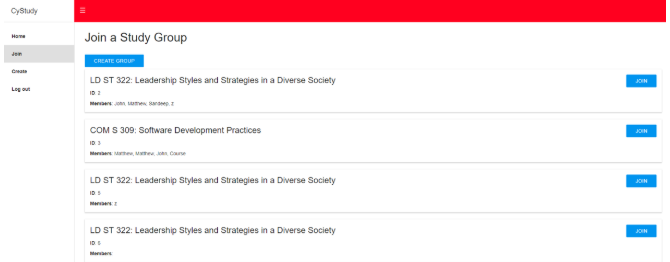 CyStudy
Home
Join
Create
Log out
Join a Study Group
CREATE GROUP
LD ST 322: Leadership Styles and Strategies in a Diverse Society
JOIN
ID: 2
Members: John, Matthew, Sandeep, 2
COM S 309: Software Development Practices
JOIN
ID: 3
Members: Matthew, Matthew, John, Course
LD ST 322: Leadership Styles and Strategies in a Diverse Society
JOIN
ID: 5
Members: 2
LD ST 322: Leadership Styles and Strategies in a Diverse Society
JOIN
ID: 6
Members: